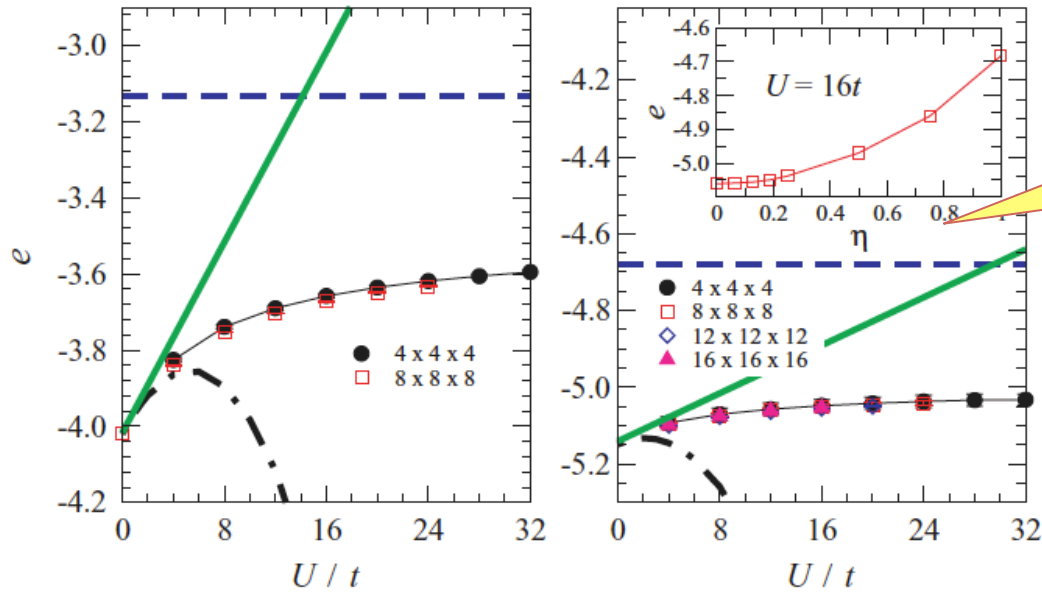 -3.0
-3.2
-3.4
e
-3.6
-3.8
-4.0
-4.2
4 x 4 x 4
8 x 8 x 8
0 8 16 24 32
U / t
-4.2
-4.4
-4.6
-4.8
-5.0
-5.2
-4.6
-4.7
-4.8
e
-4.9
-5.0
U = 16t
0 0.2 0.4 0.6 0.8 1
η
4 x 4 x 4
8 x 8 x 8
12 x 12 x 12
16 x 16 x 16
0 8 16 24 32
U / t